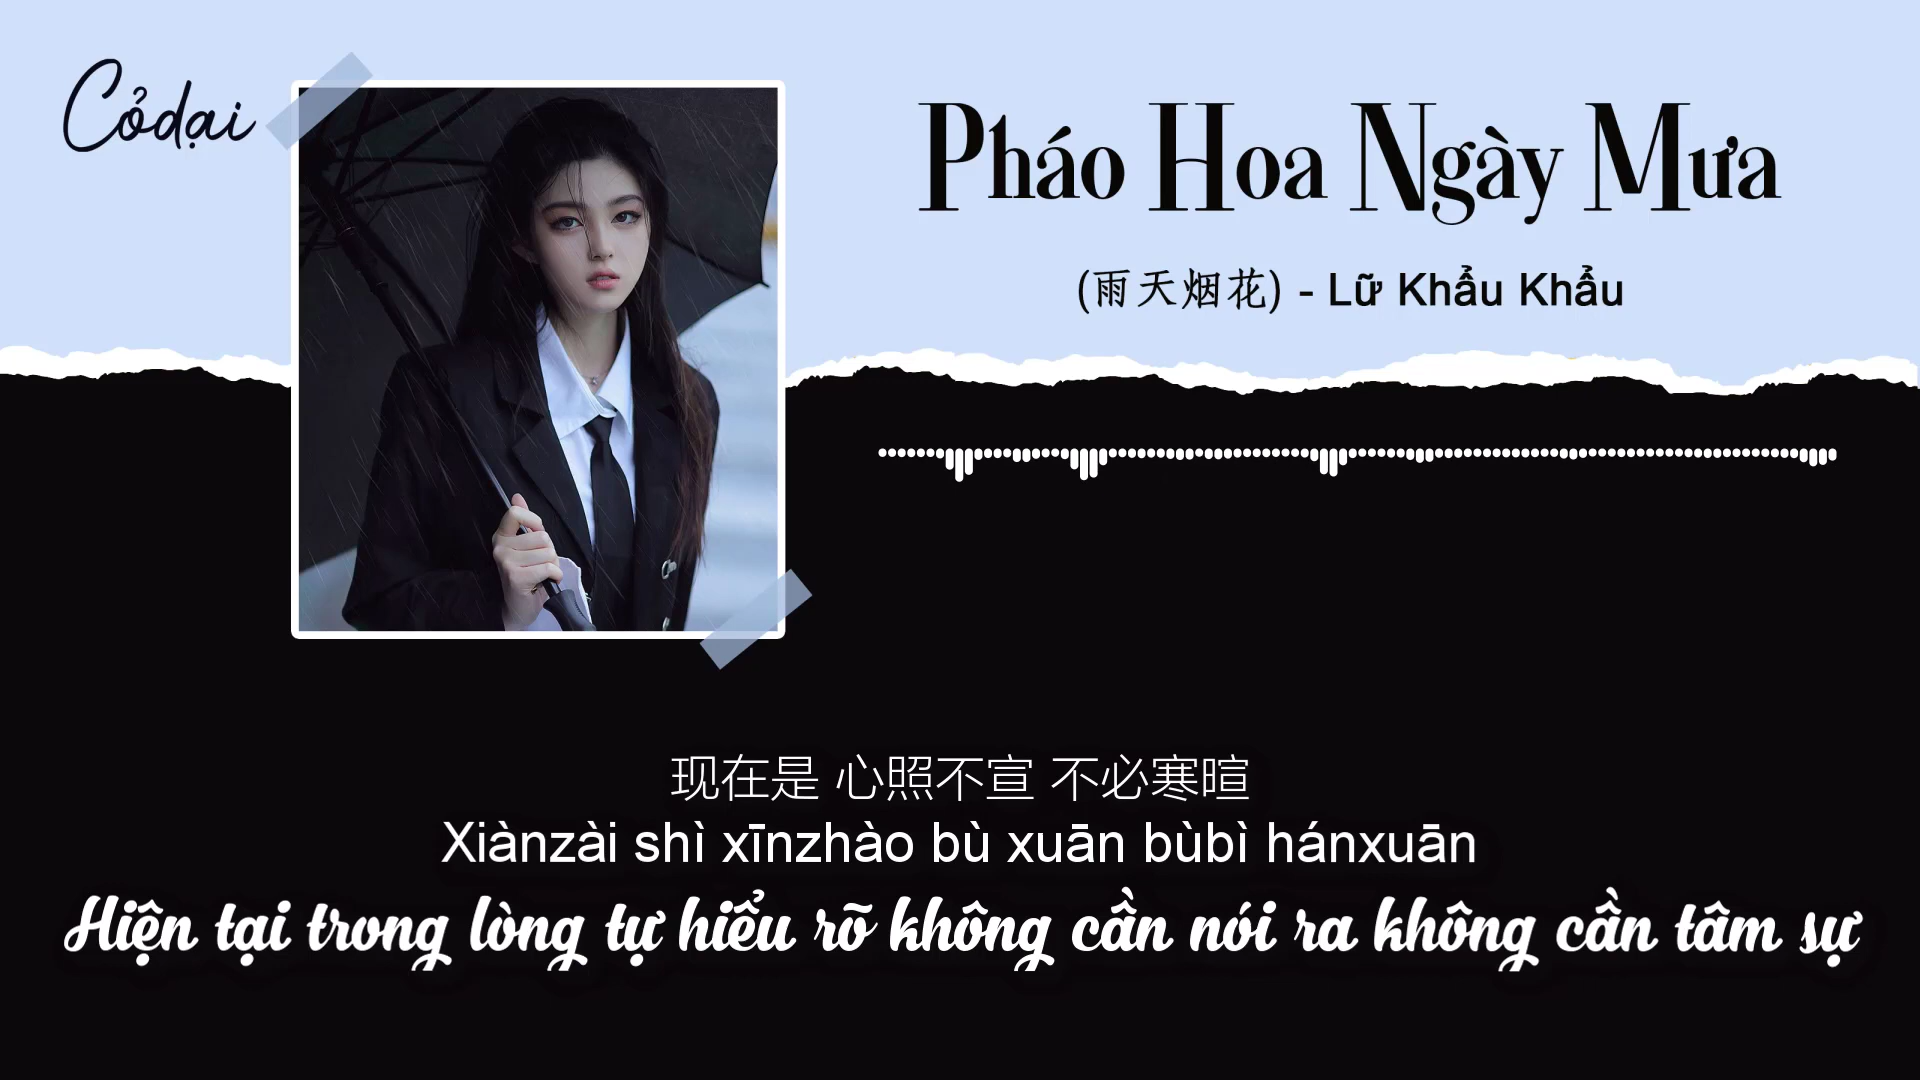 Cỏdại
Pháo Hoa Ngày Mưa
(雨天烟花) - Lữ Khẩu Khẩu
现在是 心照不宣 不必寒暄
Xiànzài shì xīnzhào bù xuān bùbì hánxuān
Hiện tại trong lòng tự hiểu rõ không cần nói ra không cần tâm sự